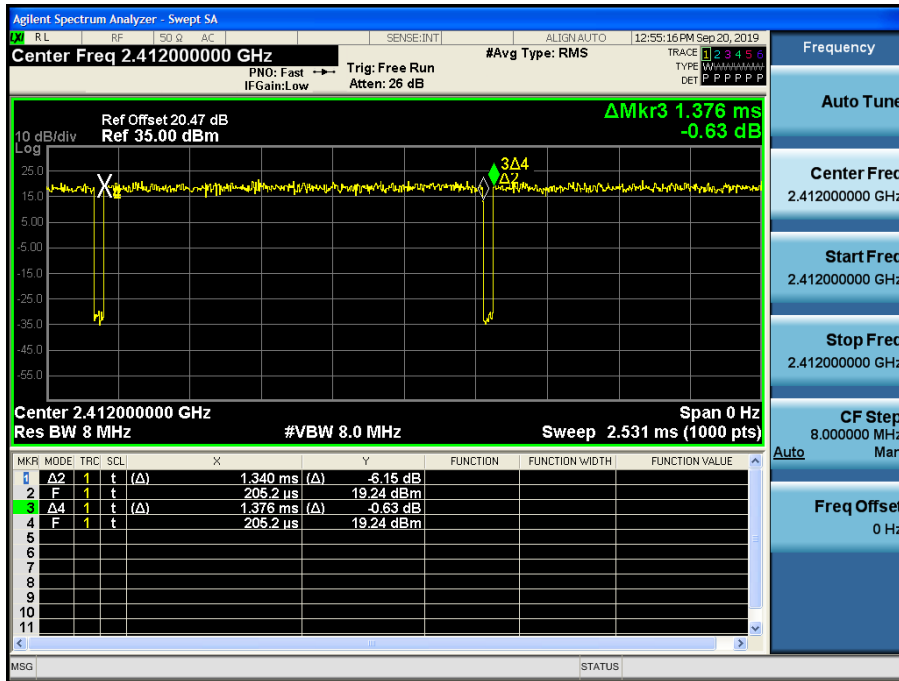 Agilent Spectrum Analyzer - Swept SA
LXI RL RF 50 Ω AC SENSE:INT ALIGN AUTO 12:55:16 PM Sep 20, 2019
Center Freq 2.412000000 GHz #Avg Type: RMS TRACE 1 2 3 4 5 6
PNO: Fast Trig: Free Run TYPE W
IFGain:Low Atten: 26 dB DET P P P P P P
Frequency
Auto Tune
Ref Offset 20.47 dB ΔMkr3 1.376 ms
10 dB/div Ref 35.00 dBm -0.63 dB
Log
25.0
15.0
5.00
-5.00
-15.0
-25.0
-35.0
-45.0
-55.0
3Δ4
Δ2
2
Center Freq
2.412000000 GHz
Start Freq
2.412000000 GHz
Stop Freq
2.412000000 GHz
CF Step
8.000000 MHz
Auto Man
Freq Offset
0 Hz
Center 2.412000000 GHz Span 0 Hz
Res BW 8 MHz #VBW 8.0 MHz Sweep 2.531 ms (1000 pts)
MKR MODE TRC SCL X Y FUNCTION FUNCTION WIDTH FUNCTION VALUE
1 Δ2 1 t (Δ) 1.340 ms (Δ) -6.15 dB
2 F 1 t 205.2 µs 19.24 dBm
3 Δ4 1 t (Δ) 1.376 ms (Δ) -0.63 dB
4 F 1 t 205.2 µs 19.24 dBm
5
6
7
8
9
10
11
MSG STATUS